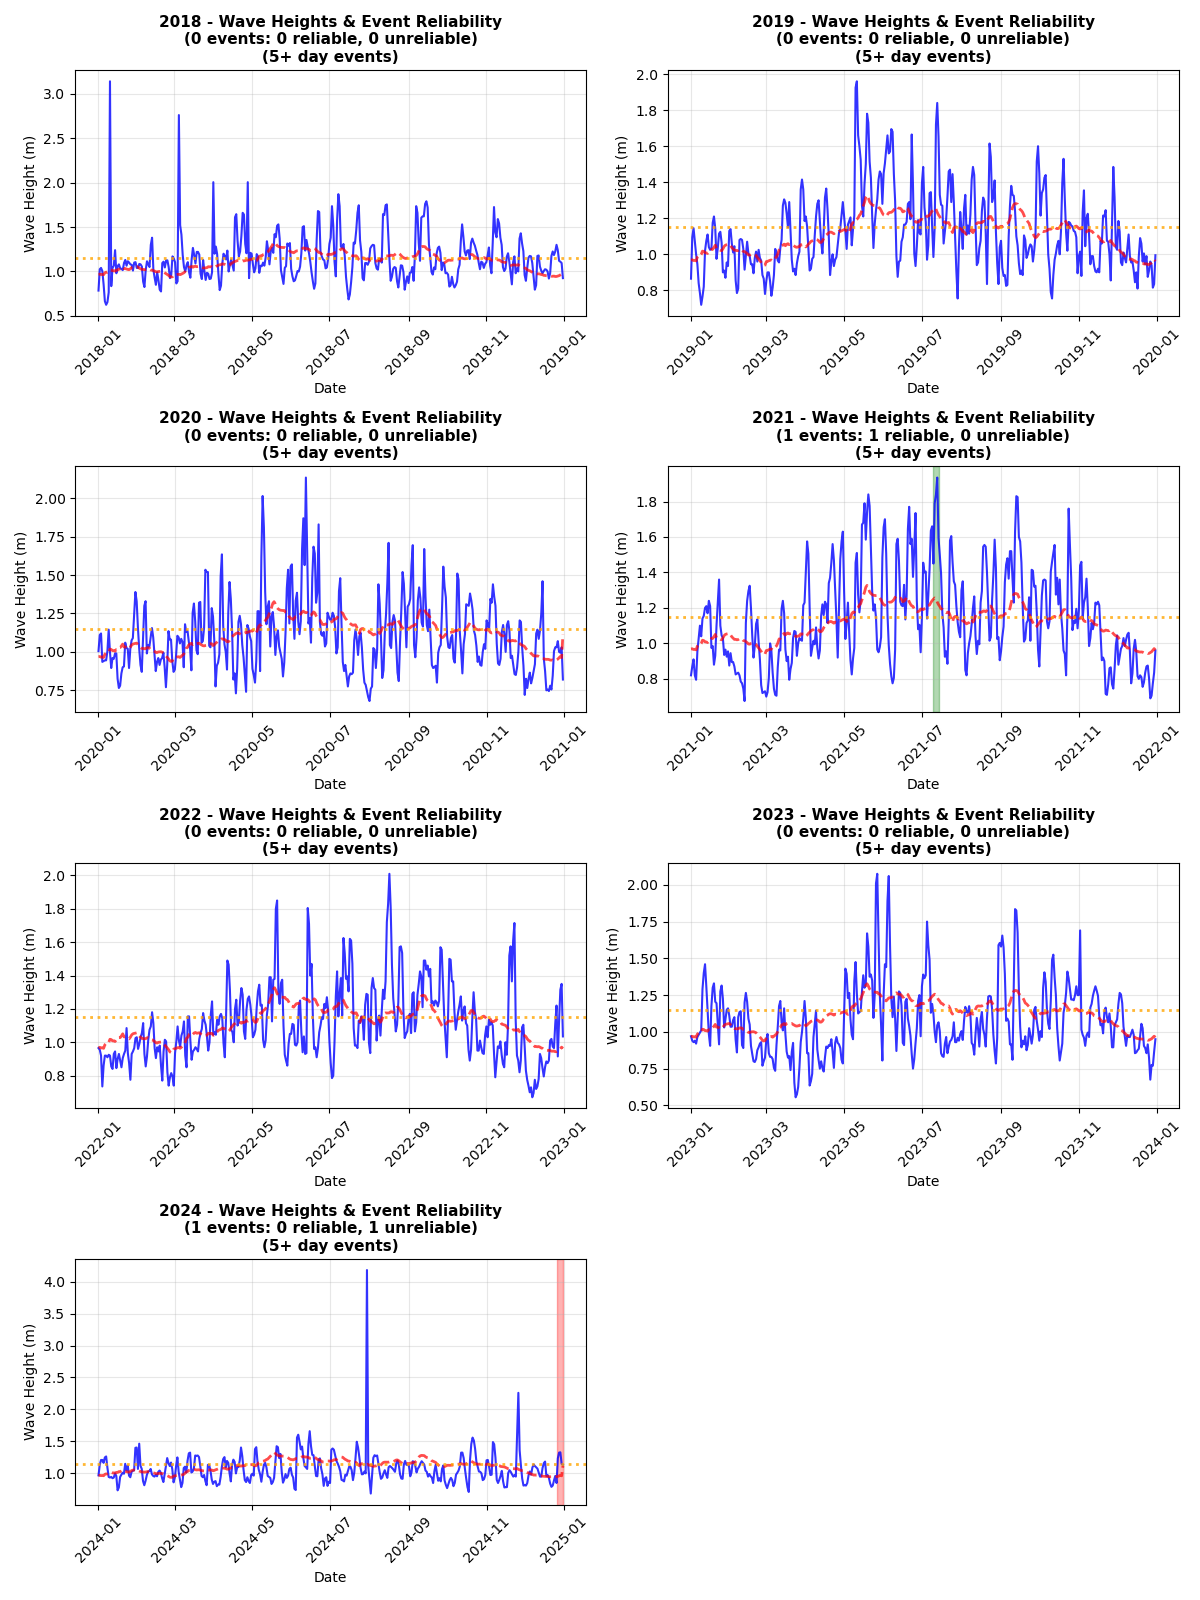 2018 - Wave Heights & Event Reliability
(0 events: 0 reliable, 0 unreliable)
(5+ day events)
Wave Height (m)
3.0
2.5
2.0
1.5
1.0
0.5
2018-01
2018-03
2018-05
2018-07
2018-09
2018-11
2019-01
Date
2019 - Wave Heights & Event Reliability
(0 events: 0 reliable, 0 unreliable)
(5+ day events)
Wave Height (m)
2.0
1.8
1.6
1.4
1.2
1.0
0.8
2019-01
2019-03
2019-05
2019-07
2019-09
2019-11
2020-01
Date
2020 - Wave Heights & Event Reliability
(0 events: 0 reliable, 0 unreliable)
(5+ day events)
Wave Height (m)
2.00
1.75
1.50
1.25
1.00
0.75
2020-01
2020-03
2020-05
2020-07
2020-09
2020-11
2021-01
Date
2021 - Wave Heights & Event Reliability
(1 events: 1 reliable, 0 unreliable)
(5+ day events)
Wave Height (m)
1.8
1.6
1.4
1.2
1.0
0.8
2021-01
2021-03
2021-05
2021-07
2021-09
2021-11
2022-01
Date
2022 - Wave Heights & Event Reliability
(0 events: 0 reliable, 0 unreliable)
(5+ day events)
Wave Height (m)
2.0
1.8
1.6
1.4
1.2
1.0
0.8
2022-01
2022-03
2022-05
2022-07
2022-09
2022-11
2023-01
Date
2023 - Wave Heights & Event Reliability
(0 events: 0 reliable, 0 unreliable)
(5+ day events)
Wave Height (m)
2.00
1.75
1.50
1.25
1.00
0.75
0.50
2023-01
2023-03
2023-05
2023-07
2023-09
2023-11
2024-01
Date
2024 - Wave Heights & Event Reliability
(1 events: 0 reliable, 1 unreliable)
(5+ day events)
Wave Height (m)
4.0
3.5
3.0
2.5
2.0
1.5
1.0
2024-01
2024-03
2024-05
2024-07
2024-09
2024-11
2025-01
Date